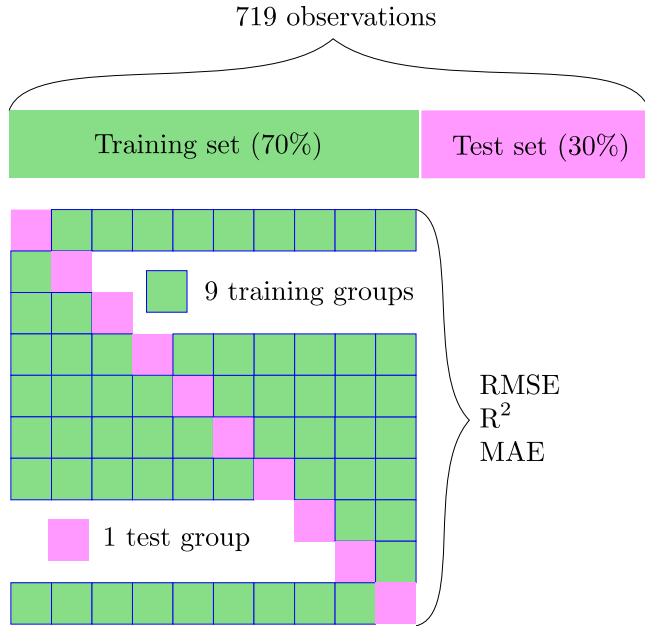 719 observations
Training set (70%)
Test set (30%)
9 training groups
RMSE
R²
MAE
1 test group